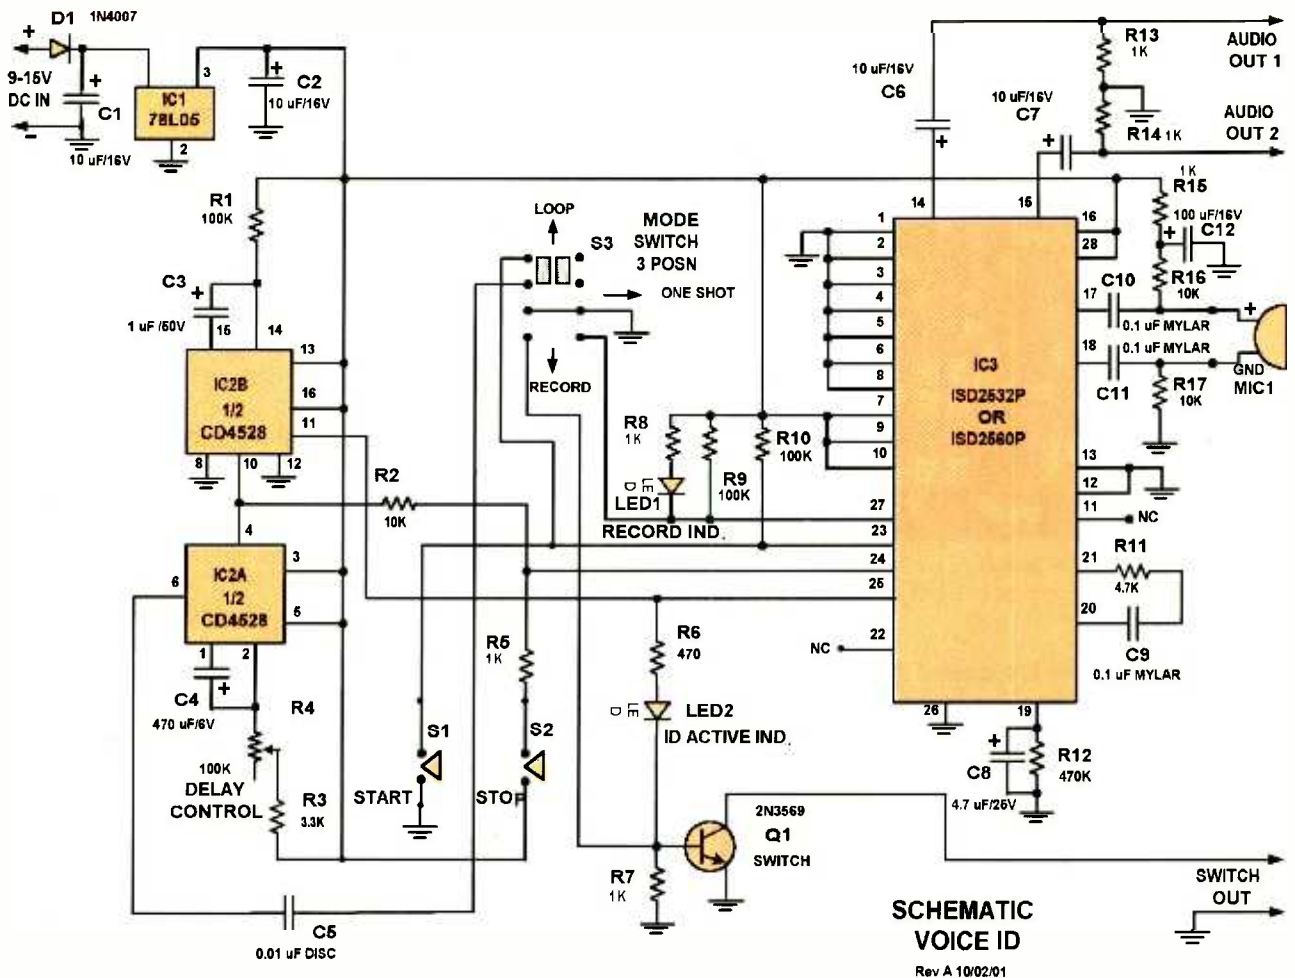 D1 1N4007
+
9-15V
DC IN
-
+
C1
10 uF/16V
IC1
78L05
3
2
+
C2
10 uF/16V
R1
100K
C3
+
1 uF /50V
15
14
IC2B
1/2
CD4528
13
16
11
8
10
12
R2
10K
4
IC2A
1/2
CD4528
6
3
5
1
2
C4
+
470 uF/6V
R4
100K
DELAY
CONTROL
R3
3.3K
C5
0.01 uF DISC
LOOP
MODE
SWITCH
3 POSN
S3
ONE SHOT
RECORD
R8
1K
LED
LED1
RECORD IND.
R9
100K
R10
100K
R5
1K
S1
START
S2
STOP
R6
470
LED
LED2
ID ACTIVE IND.
R7
1K
2N3569
Q1
SWITCH
10 uF/16V
C6
+
10 uF/16V
C7
+
R13
1K
R14 1K
AUDIO
OUT 1
AUDIO
OUT 2
14
15
1
2
3
4
5
6
8
7
9
10
27
23
24
25
22
NC
26
19
IC3
ISD2532P
OR
ISD2560P
16
28
17
18
13
12
11
NC
21
20
1K
R15
100 uF/16V
+
C12
R16
10K
C10
0.1 uF MYLAR
0.1 uF MYLAR
C11
R17
10K
+
GND
MIC1
R11
4.7K
C9
0.1 uF MYLAR
+
C8
4.7 uF/25V
R12
470K
SWITCH
OUT
SCHEMATIC
VOICE ID
Rev A 10/02/01